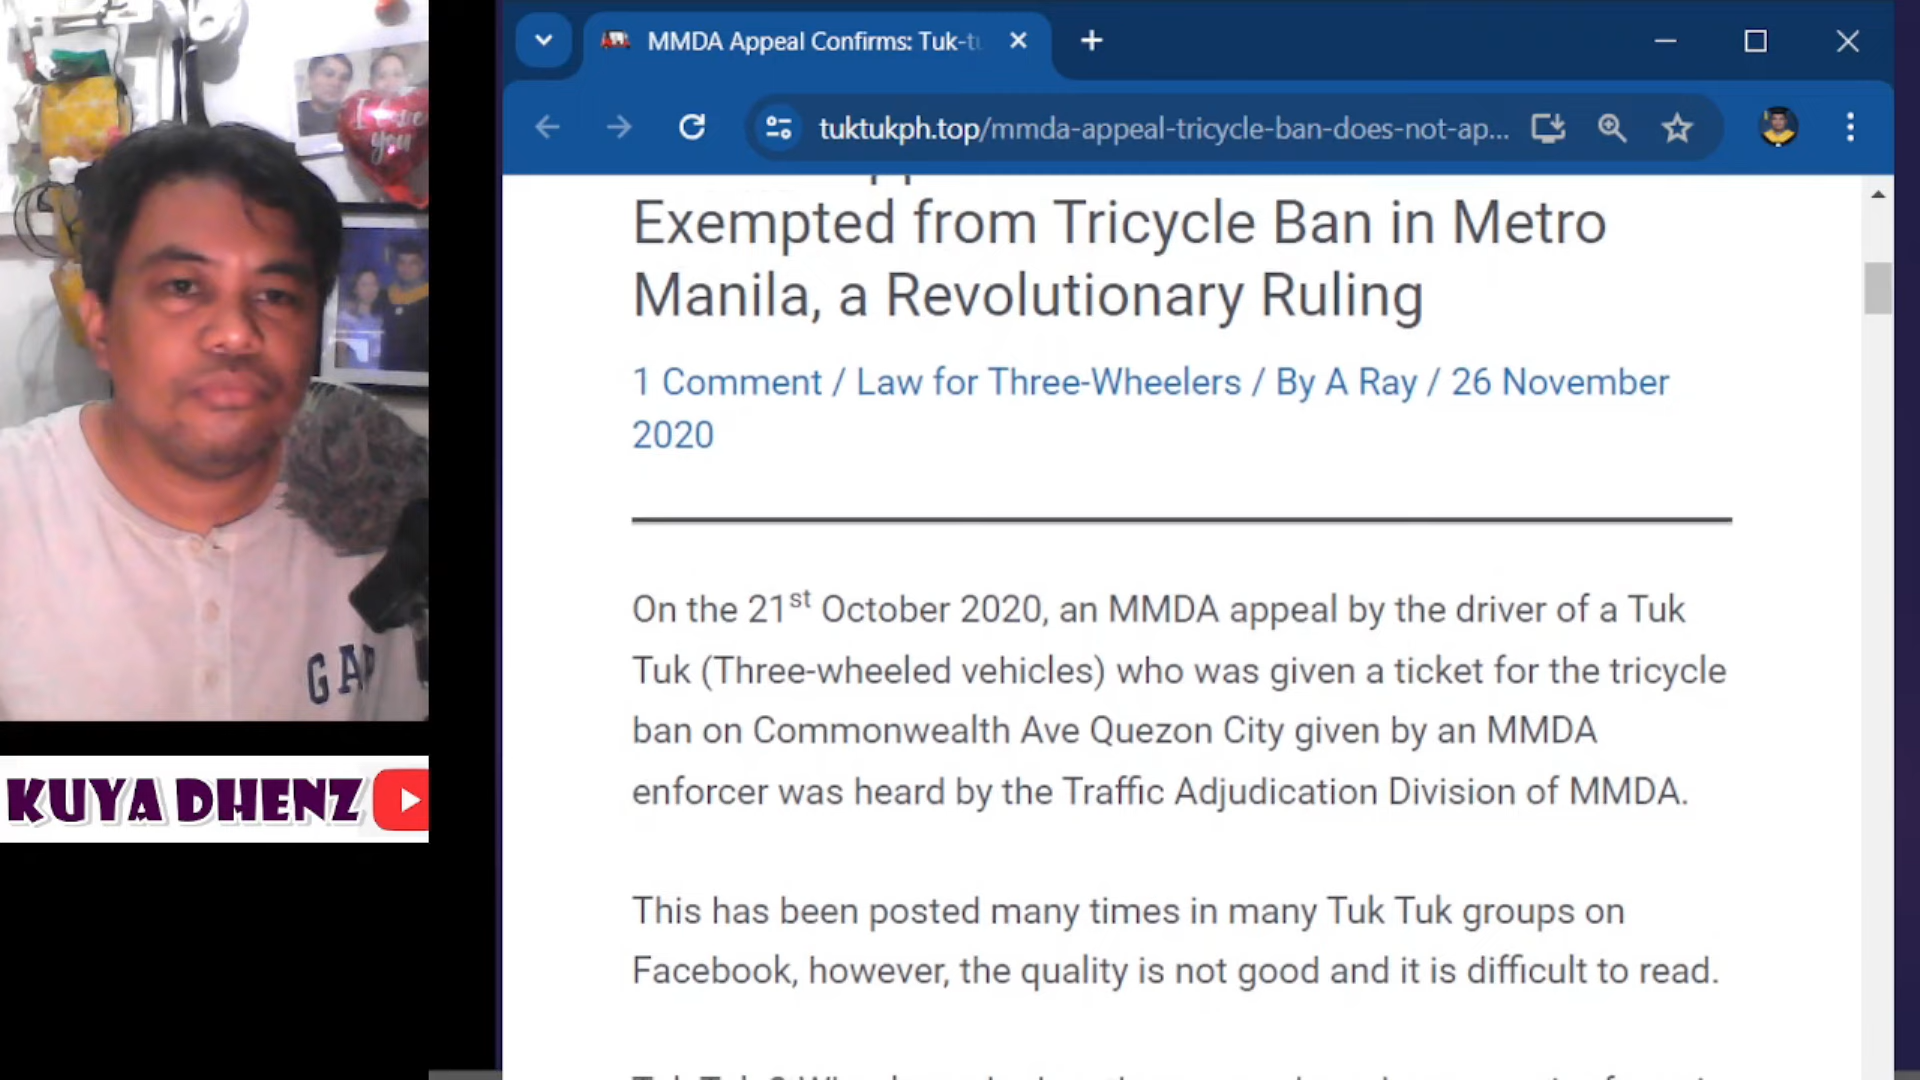 MMDA Appeal Confirms: Tuk-tu
tuktukph.top/mmda-appeal-tricycle-ban-does-not-ap...
I Love
you
Exempted from Tricycle Ban in Metro
Manila, a Revolutionary Ruling
1 Comment / Law for Three-Wheelers / By A Ray / 26 November
2020
On the 21st October 2020, an MMDA appeal by the driver of a Tuk
Tuk (Three-wheeled vehicles) who was given a ticket for the tricycle
ban on Commonwealth Ave Quezon City given by an MMDA
enforcer was heard by the Traffic Adjudication Division of MMDA.
This has been posted many times in many Tuk Tuk groups on
Facebook, however, the quality is not good and it is difficult to read.
GAP
KUYA DHENZ